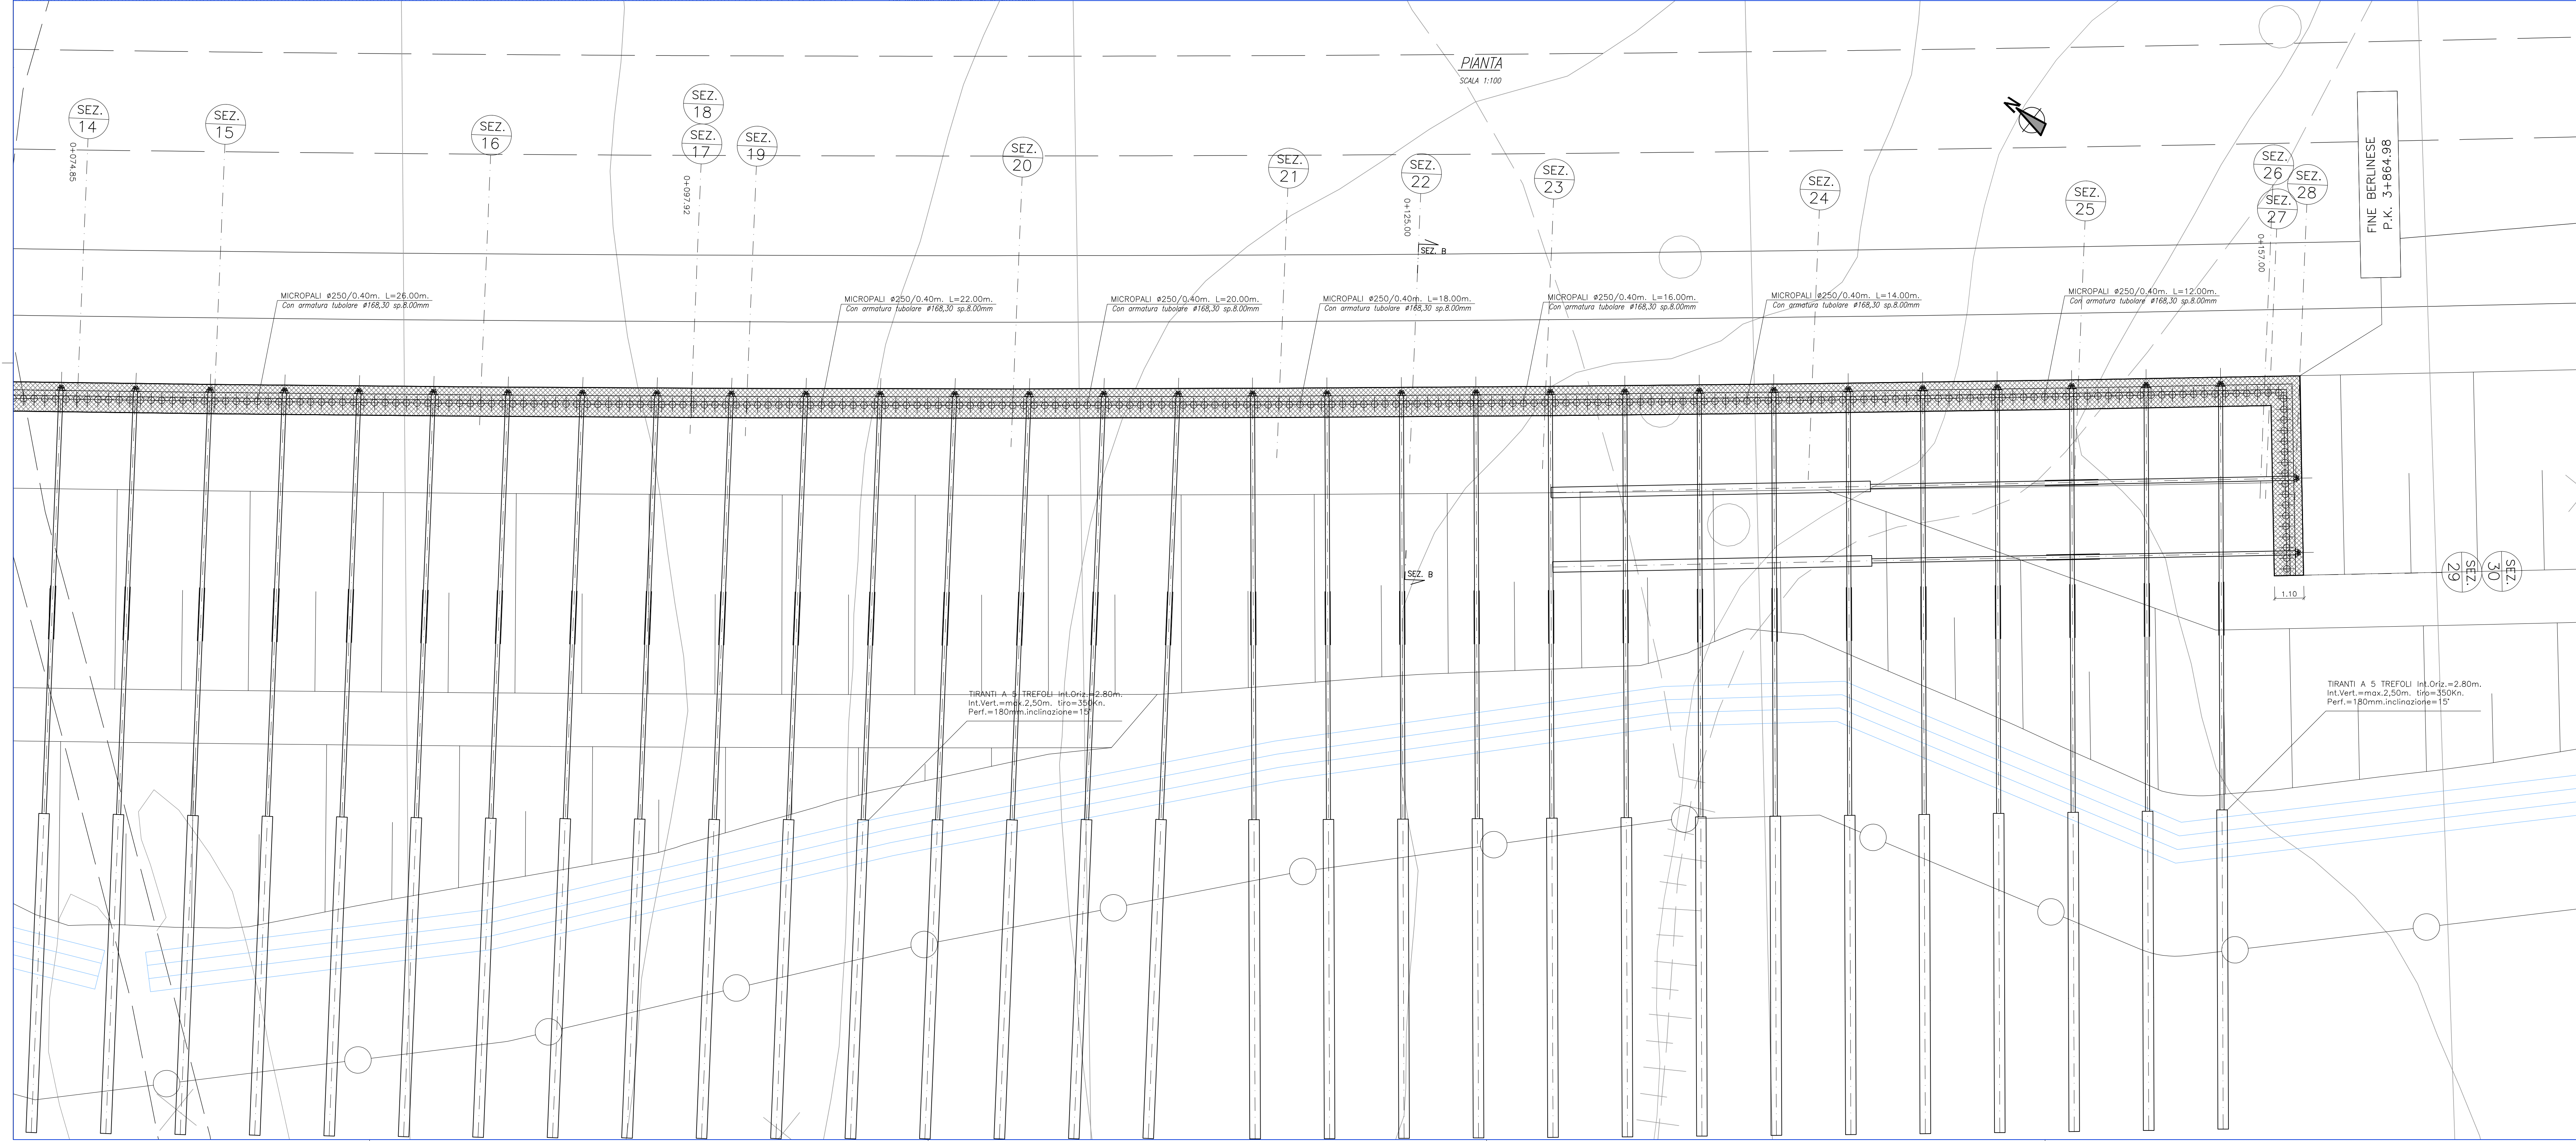 PIANTA
SCALA 1:100
N
SEZ.
14
0+074.85
SEZ.
15
SEZ.
16
SEZ.
18
SEZ.
17
0+097.92
SEZ.
19
SEZ.
20
SEZ.
21
SEZ.
22
0+125.00
SEZ. B
SEZ.
23
SEZ.
24
SEZ.
25
SEZ.
26
SEZ.
27
SEZ.
28
0+157.00
FINE BERLINESE
P.K. 3+864.98
MICROPALI ø250/0.40m. L=26.00m.
Con armatura tubolare ø168,30 sp.8.00mm
MICROPALI ø250/0.40m. L=22.00m.
Con armatura tubolare ø168,30 sp.8.00mm
MICROPALI ø250/0.40m. L=20.00m.
Con armatura tubolare ø168,30 sp.8.00mm
MICROPALI ø250/0.40m. L=18.00m.
Con armatura tubolare ø168,30 sp.8.00mm
MICROPALI ø250/0.40m. L=16.00m.
Con armatura tubolare ø168,30 sp.8.00mm
MICROPALI ø250/0.40m. L=14.00m.
Con armatura tubolare ø168,30 sp.8.00mm
MICROPALI ø250/0.40m. L=12.00m.
Con armatura tubolare ø168,30 sp.8.00mm
SEZ. B
SEZ.
29
SEZ.
30
1.10
TIRANTI A 5 TREFOLI Int.Oriz.=2.80m.
Int.Vert.=max.2,50m. tiro=350Kn.
Perf.=180mm.inclinazione=15°
TIRANTI A 5 TREFOLI Int.Oriz.=2.80m.
Int.Vert.=max.2,50m. tiro=350Kn.
Perf.=180mm.inclinazione=15°